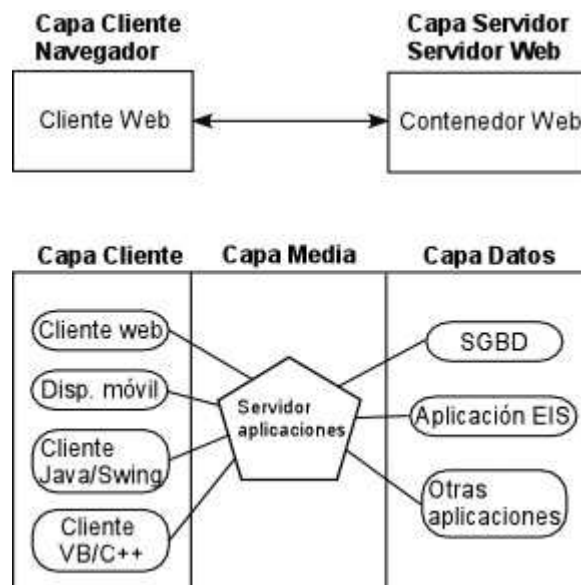 Capa Cliente
Navegador
Capa Servidor
Servidor Web
Cliente Web
Contenedor Web
Capa Cliente
Capa Media
Capa Datos
Cliente web
Disp. móvil
Cliente
Java/Swing
Cliente
VB/C++
Servidor
aplicaciones
SGBD
Aplicación EIS
Otras
aplicaciones